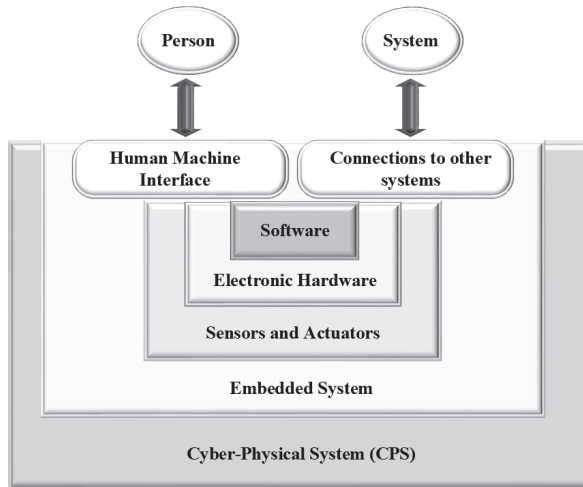 Person
System
Human Machine
Interface
Connections to other
systems
Software
Electronic Hardware
Sensors and Actuators
Embedded System
Cyber-Physical System (CPS)